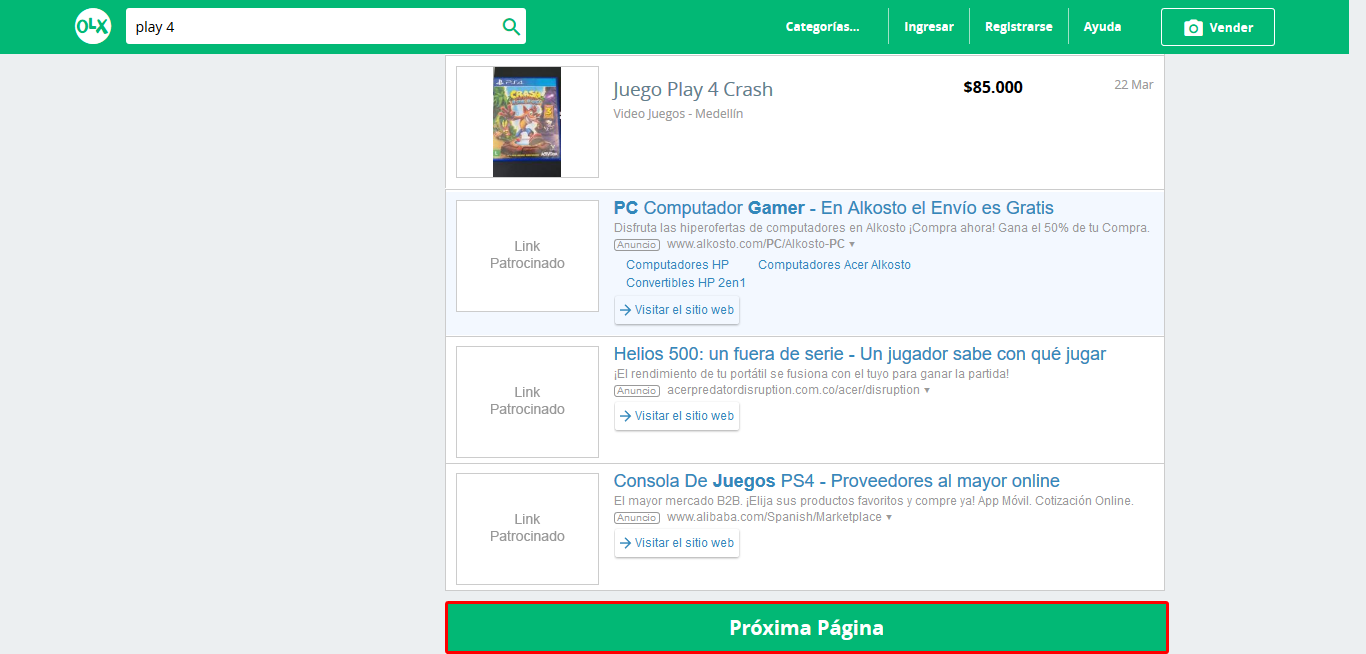 OLX
play 4
Categorías...
Ingresar
Registrarse
Ayuda
Vender
PS4
CRASH
Juego Play 4 Crash
$85.000
22 Mar
Video Juegos - Medellín
Link
Patrocinado
PC Computador Gamer - En Alkosto el Envío es Gratis
Disfruta las hiperofertas de computadores en Alkosto ¡Compra ahora! Gana el 50% de tu Compra.
Anuncio www.alkosto.com/PC/Alkosto-PC ▾
Computadores HP
Computadores Acer Alkosto
Convertibles HP 2en1
Visitar el sitio web
Link
Patrocinado
Helios 500: un fuera de serie - Un jugador sabe con qué jugar
¡El rendimiento de tu portátil se fusiona con el tuyo para ganar la partida!
Anuncio acerpredatordisruption.com.co/acer/disruption ▾
Visitar el sitio web
Link
Patrocinado
Consola De Juegos PS4 - Proveedores al mayor online
El mayor mercado B2B. ¡Elija sus productos favoritos y compre ya! App Móvil. Cotización Online.
Anuncio www.alibaba.com/Spanish/Marketplace ▾
Visitar el sitio web
Próxima Página